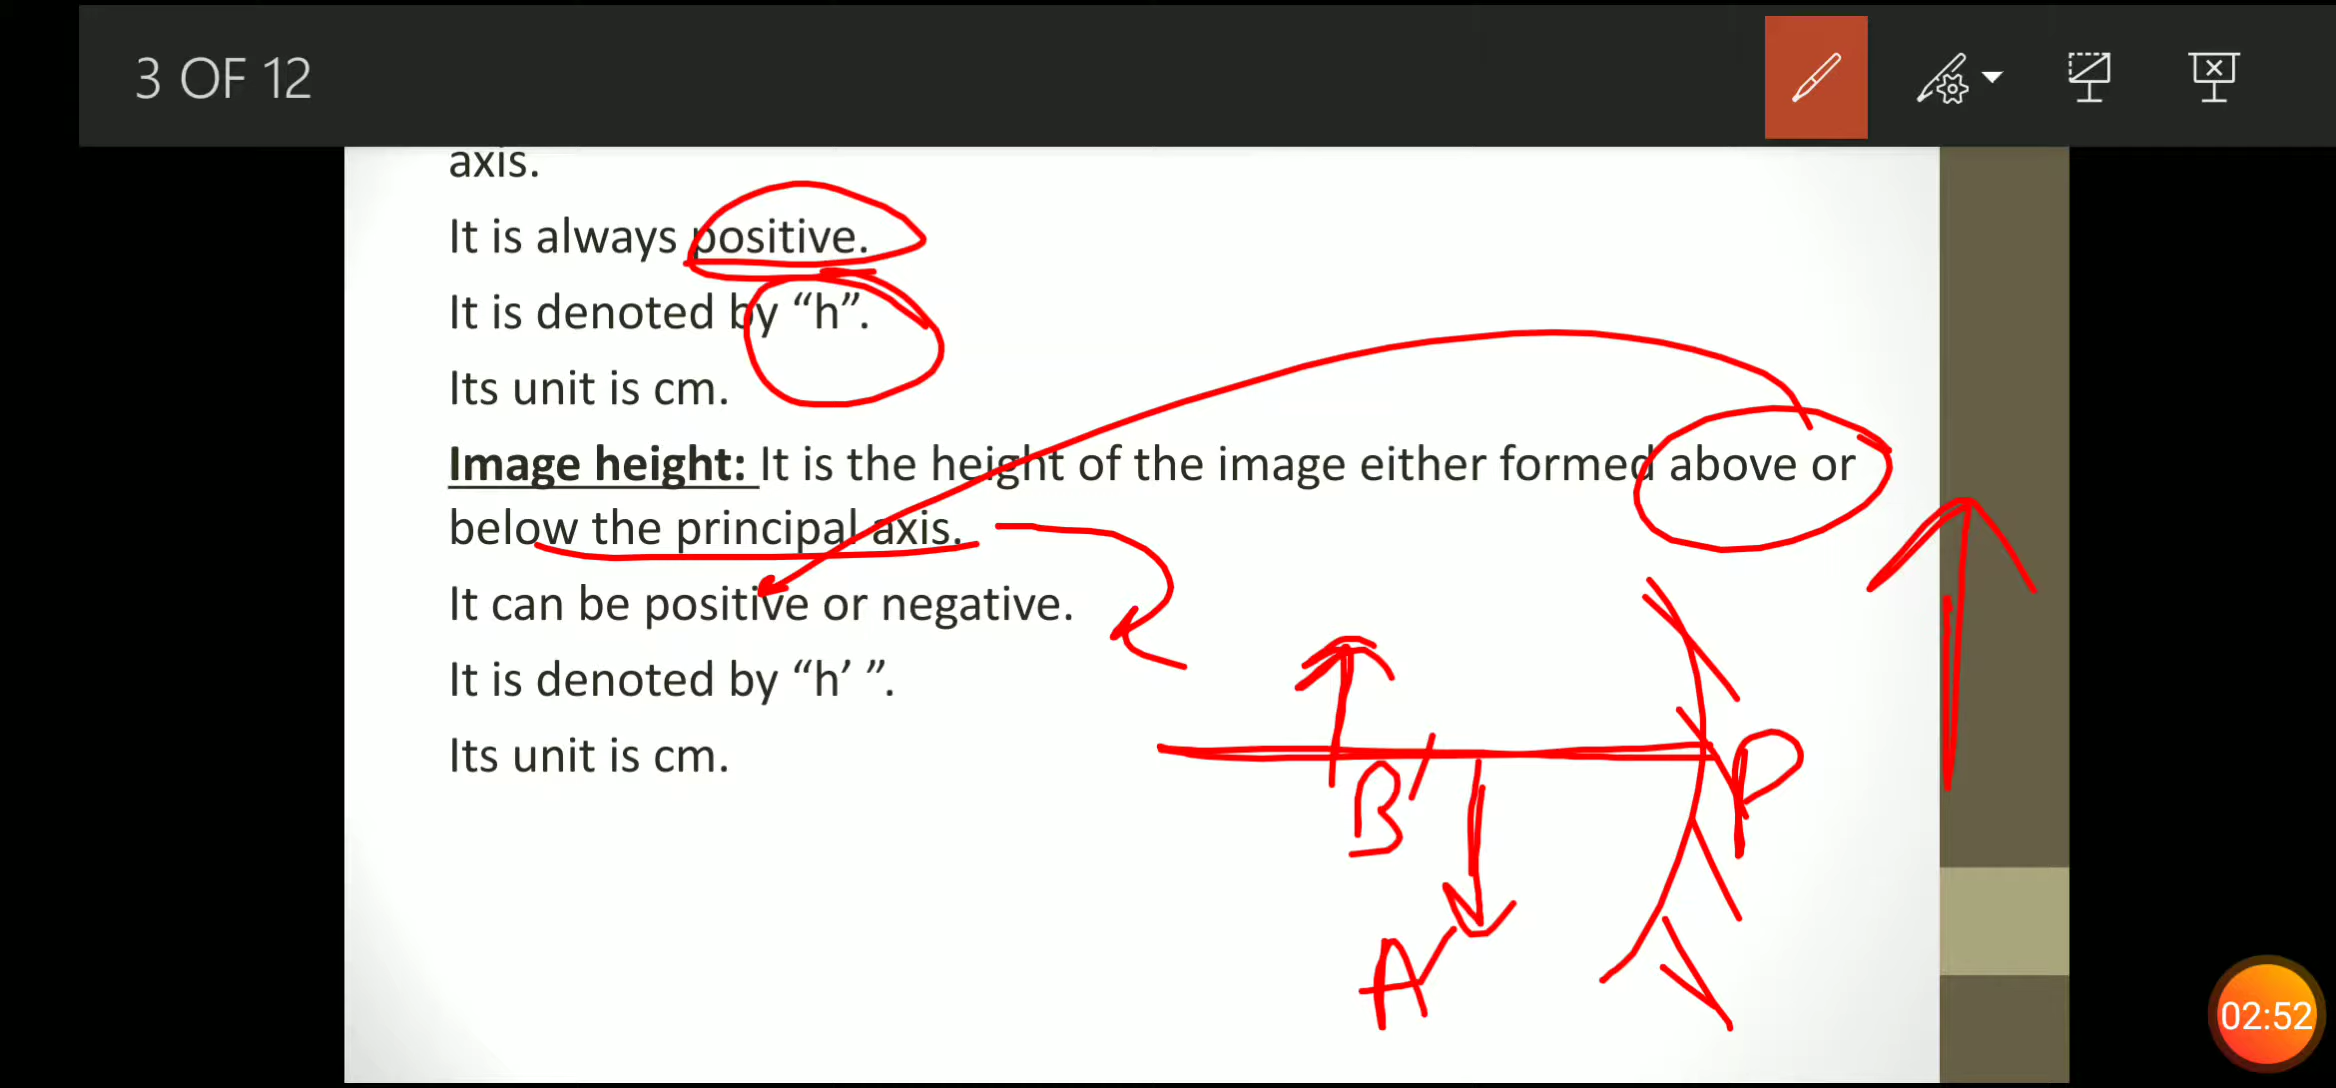 3 OF 12
axis.
It is always positive.
It is denoted by “h”.
Its unit is cm.
Image height: It is the height of the image either formed above or
below the principal axis.
It can be positive or negative.
It is denoted by “h’ ”.
Its unit is cm.
B'
P
A'
02:52